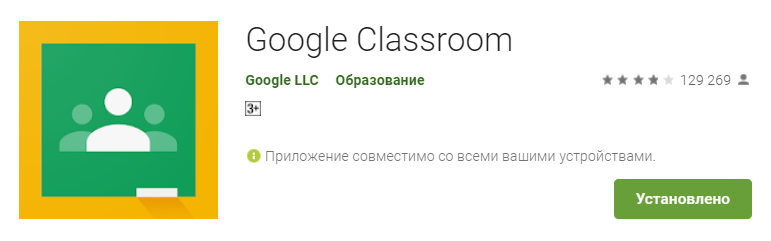 Google Classroom
Google LLC Образование 129 269
3+
Приложение совместимо со всеми вашими устройствами.
Установлено